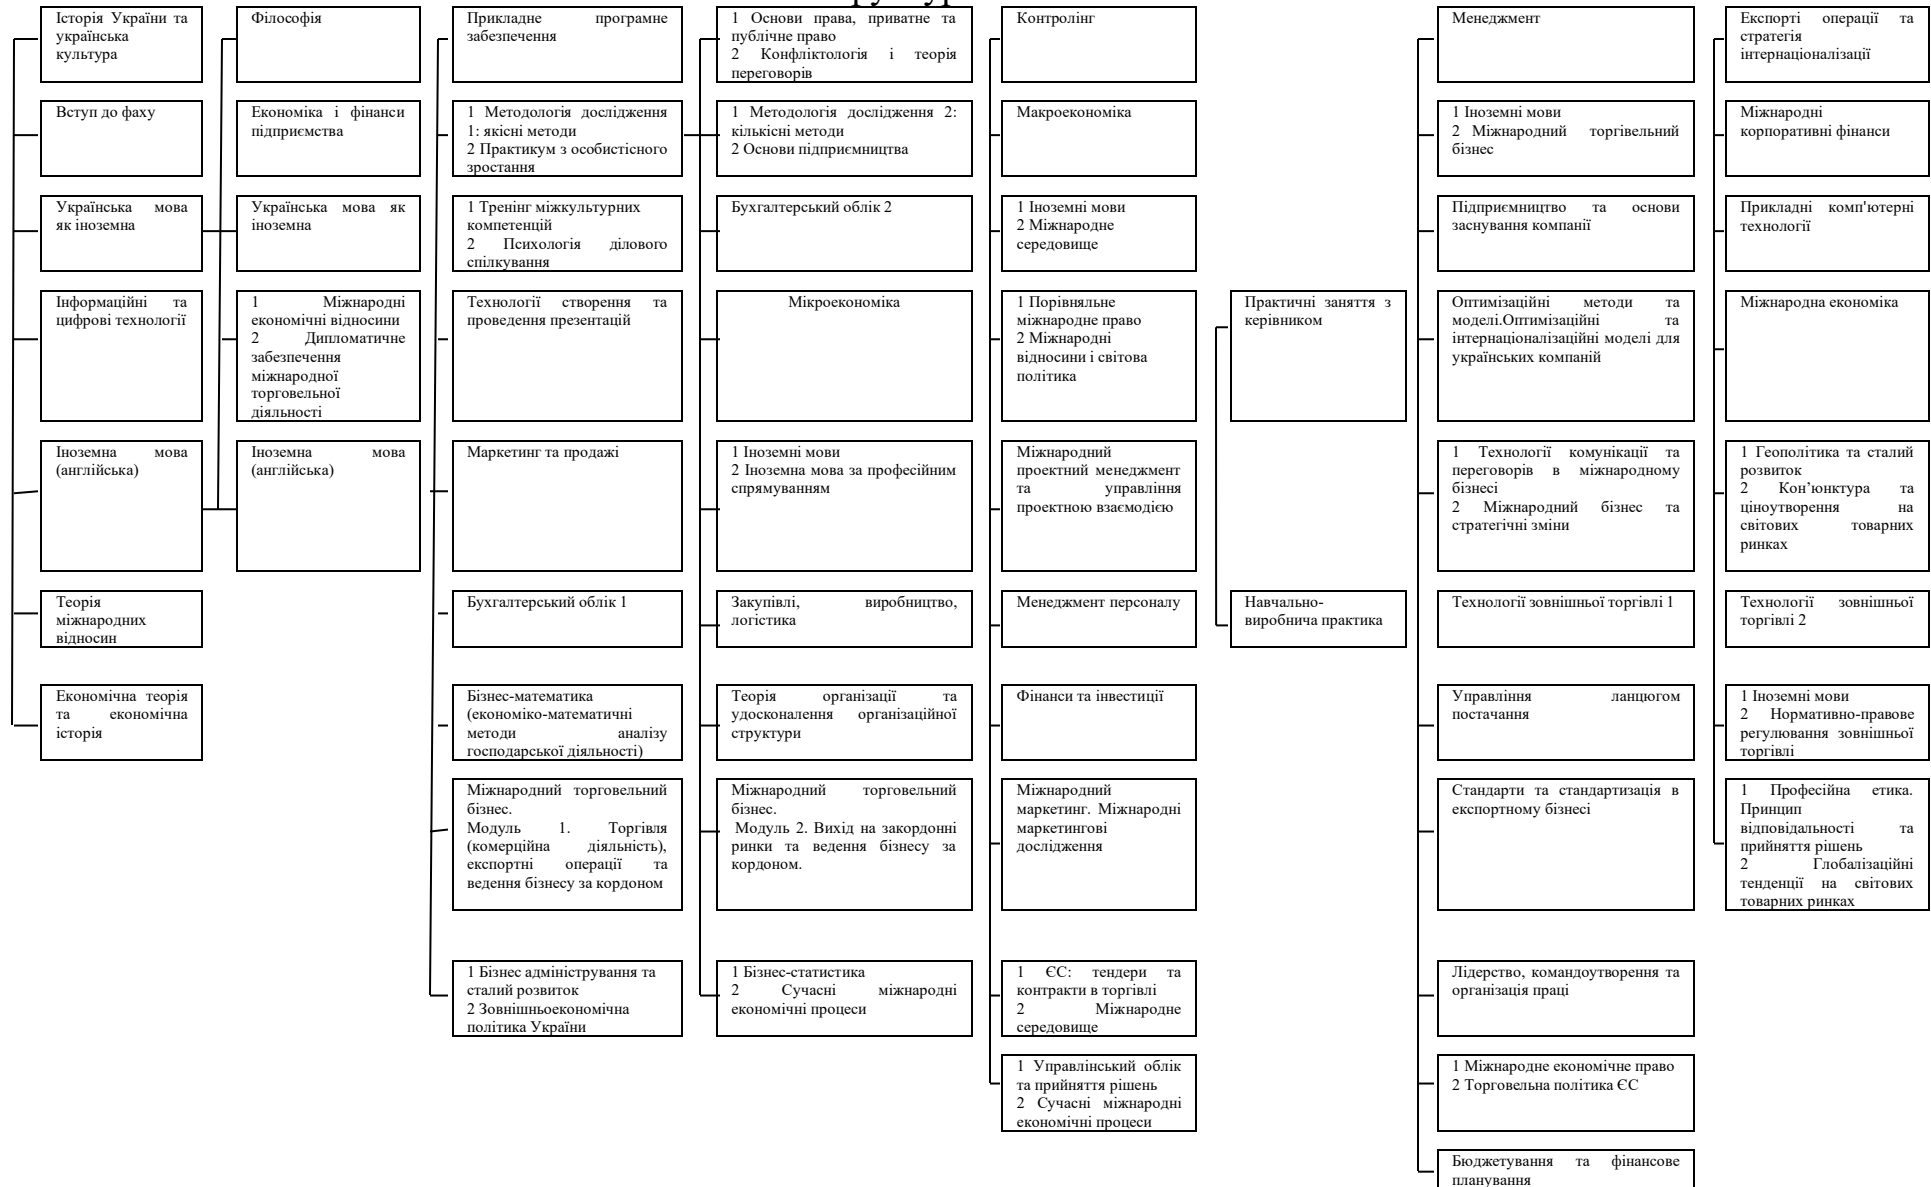 Історія України та
українська
культура
Вступ до фаху
Українська мова
як іноземна
Інформаційні та
цифрові технології
Іноземна мова
(англійська)
Теорія
міжнародних
відносин
Економічна теорія
та економічна
історія
Філософія
Економіка і фінанси
підприємства
Українська мова як
іноземна
1 Міжнародні
економічні відносини
2 Дипломатичне
забезпечення
міжнародної
торговельної
діяльності
Іноземна мова
(англійська)
Прикладне програмне
забезпечення
1 Методологія дослідження
1: якісні методи
2 Практикум з особистісного
зростання
1 Тренінг міжкультурних
компетенцій
2 Психологія ділового
спілкування
Технології створення та
проведення презентацій
Маркетинг та продажі
Бухгалтерський облік 1
Бізнес-математика
(економіко-математичні
методи аналізу
господарської діяльності)
Міжнародний торговельний
бізнес.
Модуль 1. Торгівля
(комерційна діяльність),
експортні операції та
ведення бізнесу за кордоном
1 Бізнес адміністрування та
сталий розвиток
2 Зовнішньоекономічна
політика України
1 Основи права, приватне та
публічне право
2 Конфліктологія і теорія
переговорів
1 Методологія дослідження 2:
кількісні методи
2 Основи підприємництва
Бухгалтерський облік 2
Мікроекономіка
1 Іноземні мови
2 Іноземна мова за професійним
спрямуванням
Закупівлі, виробництво,
логістика
Теорія організації та
удосконалення організаційної
структури
Міжнародний торговельний
бізнес.
Модуль 2. Вихід на закордонні
ринки та ведення бізнесу за
кордоном.
1 Бізнес-статистика
2 Сучасні міжнародні
економічні процеси
Контролінг
Макроекономіка
1 Іноземні мови
2 Міжнародне
середовище
1 Порівняльне
міжнародне право
2 Міжнародні
відносини і світова
політика
Міжнародний
проектний менеджмент
та управління
проектною взаємодією
Менеджмент персоналу
Фінанси та інвестиції
Міжнародний
маркетинг. Міжнародні
маркетингові
дослідження
1 ЄС: тендери та
контракти в торгівлі
2 Міжнародне
середовище
1 Управлінський облік
та прийняття рішень
2 Сучасні міжнародні
економічні процеси
Практичні заняття з
керівником
Навчально-
виробнича практика
Менеджмент
1 Іноземні мови
2 Міжнародний торгівельний
бізнес
Підприємництво та основи
заснування компанії
Оптимізаційні методи та
моделі.Оптимізаційні та
інтернаціоналізаційні моделі для
українських компаній
1 Технології комунікації та
переговорів в міжнародному
бізнесі
2 Міжнародний бізнес та
стратегічні зміни
Технології зовнішньої торгівлі 1
Управління ланцюгом
постачання
Стандарти та стандартизація в
експортному бізнесі
Лідерство, командоутворення та
організація праці
1 Міжнародне економічне право
2 Торговельна політика ЄС
Бюджетування та фінансове
планування
Експорті операції та
стратегія
інтернаціоналізації
Міжнародні
корпоративні фінанси
Прикладні комп'ютерні
технології
Міжнародна економіка
1 Геополітика та сталий
розвиток
2 Кон’юнктура та
ціноутворення на
світових товарних
ринках
Технології зовнішньої
торгівлі 2
1 Іноземні мови
2 Нормативно-правове
регулювання зовнішньої
торгівлі
1 Професійна етика.
Принцип
відповідальності та
прийняття рішень
2 Глобалізаційні
тенденції на світових
товарних ринках